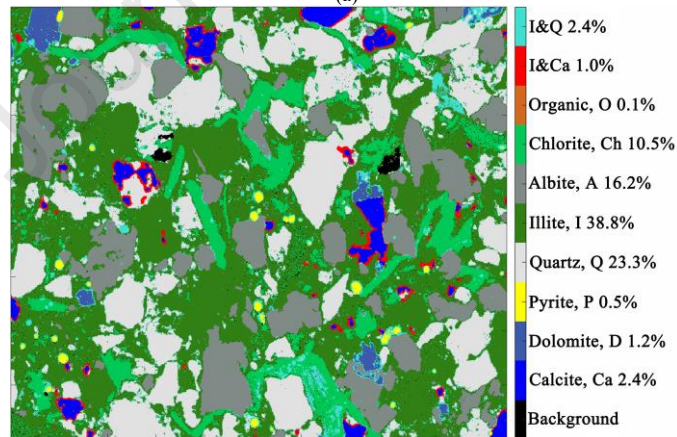 I&Q 2.4%
I&Ca 1.0%
Organic, O 0.1%
Chlorite, Ch 10.5%
Albite, A 16.2%
Illite, I 38.8%
Quartz, Q 23.3%
Pyrite, P 0.5%
Dolomite, D 1.2%
Calcite, Ca 2.4%
Background